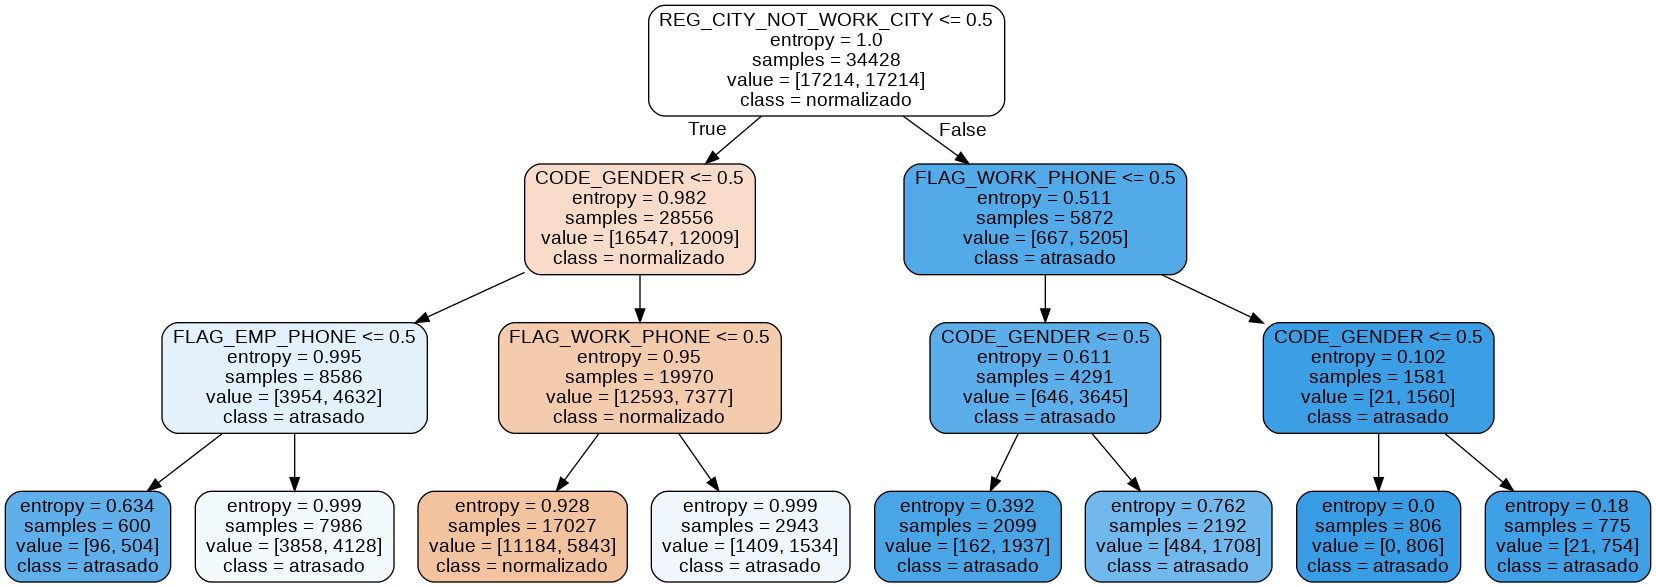 REG_CITY_NOT_WORK_CITY <= 0.5
entropy = 1.0
samples = 34428
value = [17214, 17214]
class = normalizado
True
False
CODE_GENDER <= 0.5
entropy = 0.982
samples = 28556
value = [16547, 12009]
class = normalizado
FLAG_WORK_PHONE <= 0.5
entropy = 0.511
samples = 5872
value = [667, 5205]
class = atrasado
FLAG_EMP_PHONE <= 0.5
entropy = 0.995
samples = 8586
value = [3954, 4632]
class = atrasado
FLAG_WORK_PHONE <= 0.5
entropy = 0.95
samples = 19970
value = [12593, 7377]
class = normalizado
CODE_GENDER <= 0.5
entropy = 0.611
samples = 4291
value = [646, 3645]
class = atrasado
CODE_GENDER <= 0.5
entropy = 0.102
samples = 1581
value = [21, 1560]
class = atrasado
entropy = 0.634
samples = 600
value = [96, 504]
class = atrasado
entropy = 0.999
samples = 7986
value = [3858, 4128]
class = atrasado
entropy = 0.928
samples = 17027
value = [11184, 5843]
class = normalizado
entropy = 0.999
samples = 2943
value = [1409, 1534]
class = atrasado
entropy = 0.392
samples = 2099
value = [162, 1937]
class = atrasado
entropy = 0.762
samples = 2192
value = [484, 1708]
class = atrasado
entropy = 0.0
samples = 806
value = [0, 806]
class = atrasado
entropy = 0.18
samples = 775
value = [21, 754]
class = atrasado